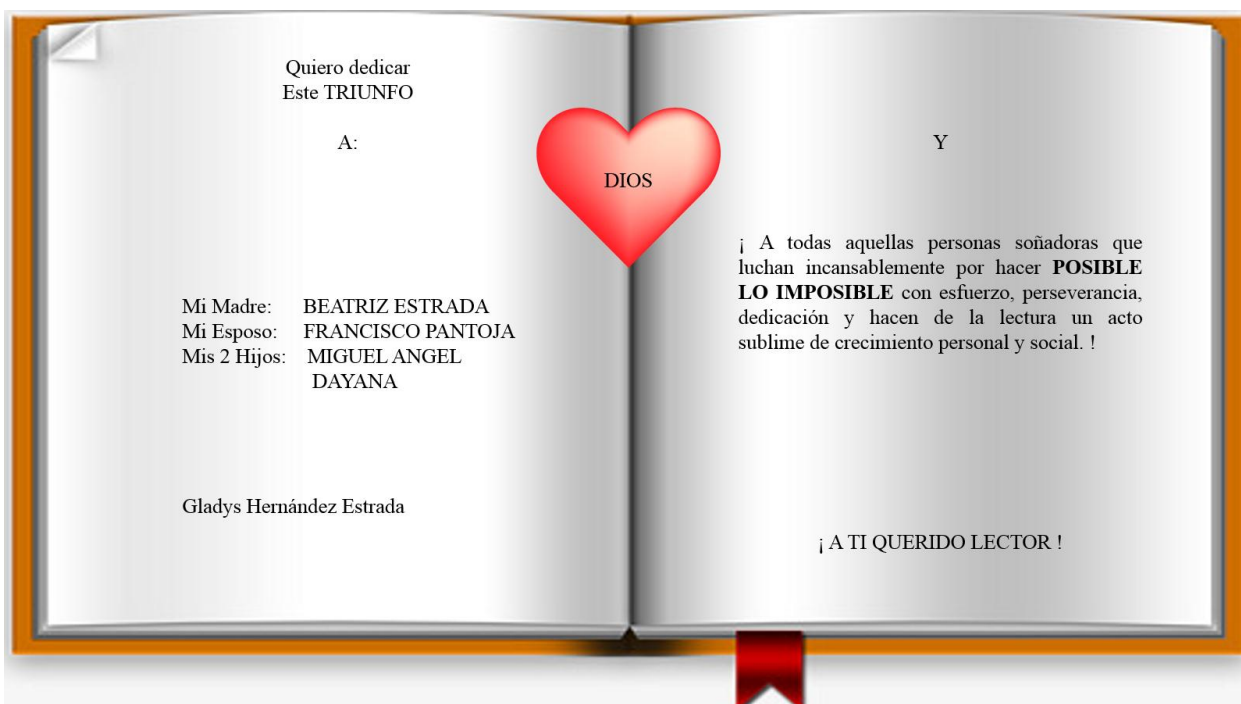 Quiero dedicar
Este TRIUNFO
A:
DIOS
Mi Madre: BEATRIZ ESTRADA
Mi Esposo: FRANCISCO PANTOJA
Mis 2 Hijos: MIGUEL ANGEL
DAYANA
Gladys Hernández Estrada
Y
¡ A todas aquellas personas soñadoras que
luchan incansablemente por hacer POSIBLE
LO IMPOSIBLE con esfuerzo, perseverancia,
dedicación y hacen de la lectura un acto
sublime de crecimiento personal y social. !
¡ A TI QUERIDO LECTOR !